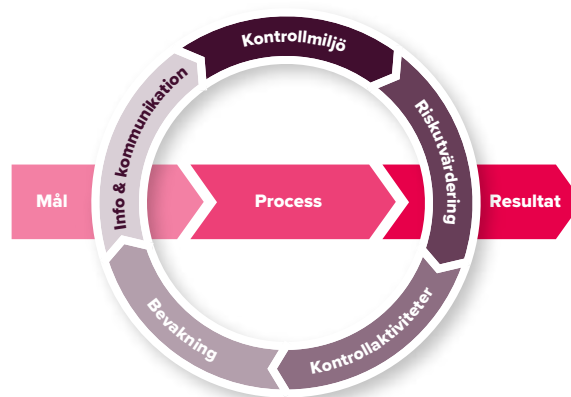 Kontrollmiljö
Riskutvärdering
Kontrollaktiviteter
Bevakning
Info & kommunikation
Mål
Process
Resultat